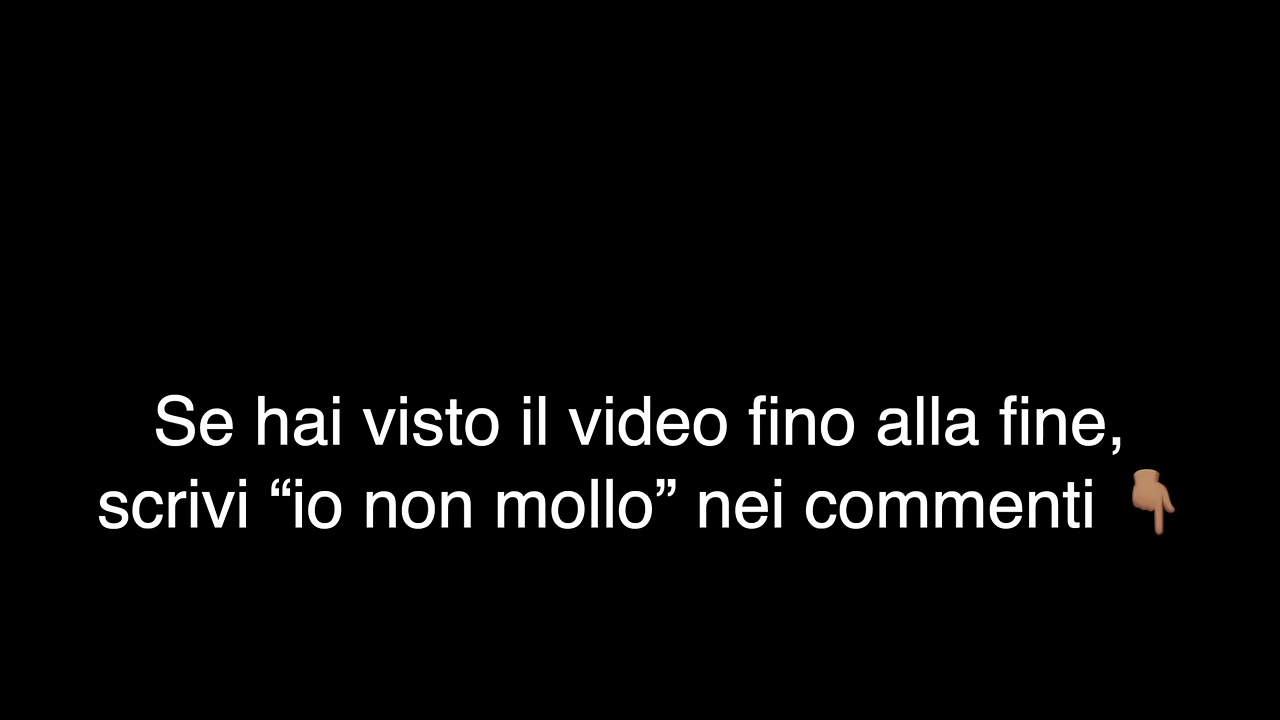 Se hai visto il video fino alla fine,
scrivi “io non mollo” nei commenti 👇🏽